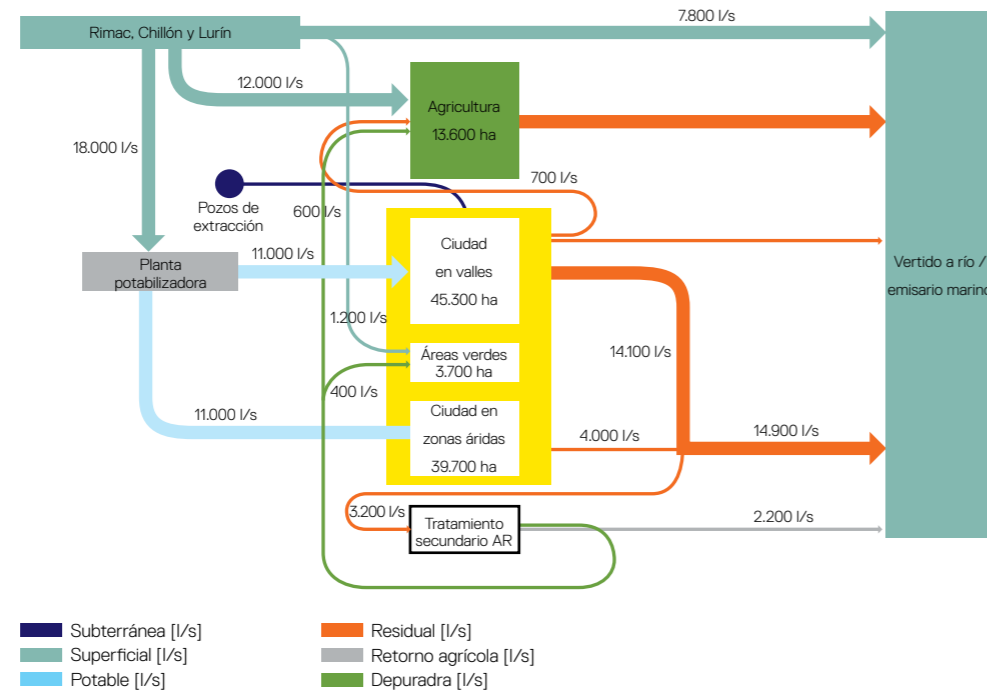 7.800 l/s
Rimac, Chillón y Lurín
12.000 l/s
Agricultura
13.600 ha
18.000 l/s
700 l/s
Pozos de
extracción
600 l/s
Ciudad
en valles
45.300 ha
11.000 l/s
Planta
potabilizadora
Vertido a río /
emisario marino
1.200 l/s
14.100 l/s
Áreas verdes
3.700 ha
400 l/s
11.000 l/s
Ciudad en
zonas áridas
39.700 ha
4.000 l/s
14.900 l/s
3.200 l/s
Tratamiento
secundario AR
2.200 l/s
Subterránea [l/s]
Superficial [l/s]
Potable [l/s]
Residual [l/s]
Retorno agrícola [l/s]
Depuradra [l/s]